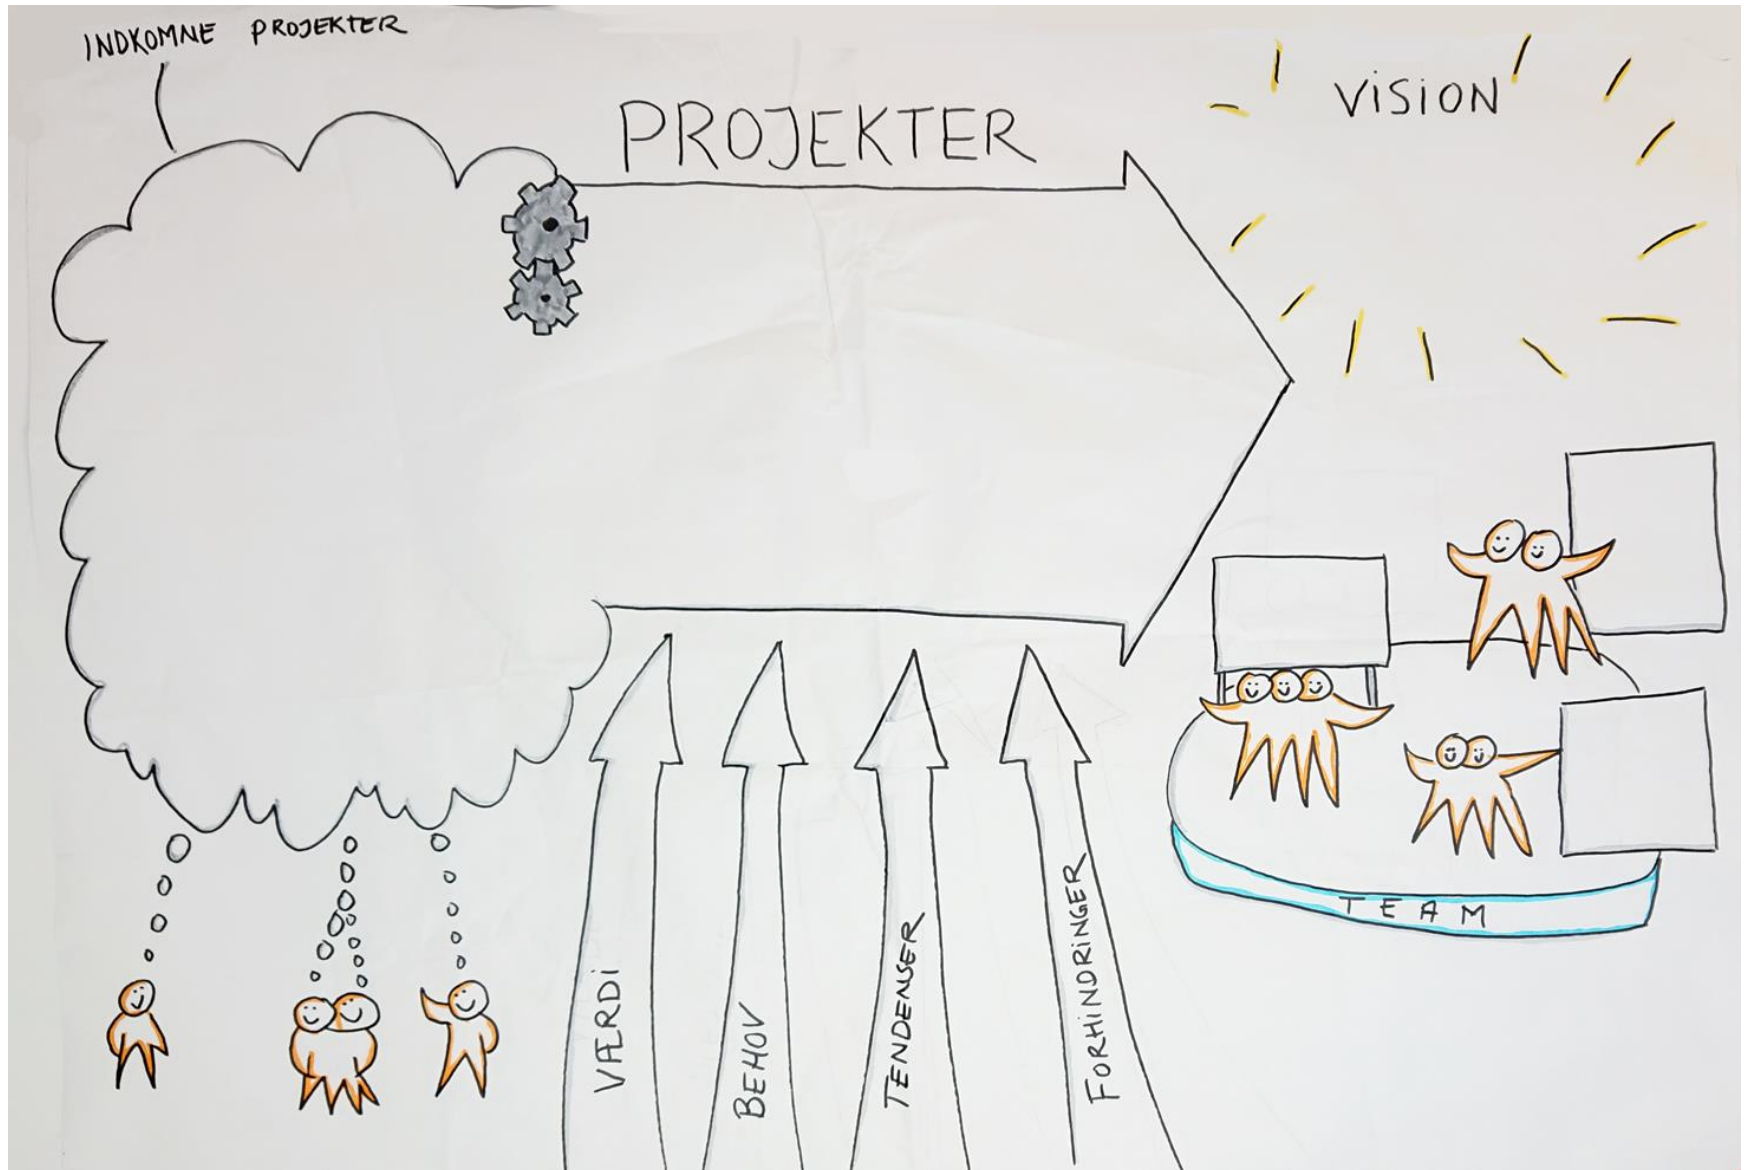 INDKOMNE PROJEKTER
PROJEKTER
VISION
VÆRDI
BEHOV
TENDENSER
FORHINDRINGER
TEAM